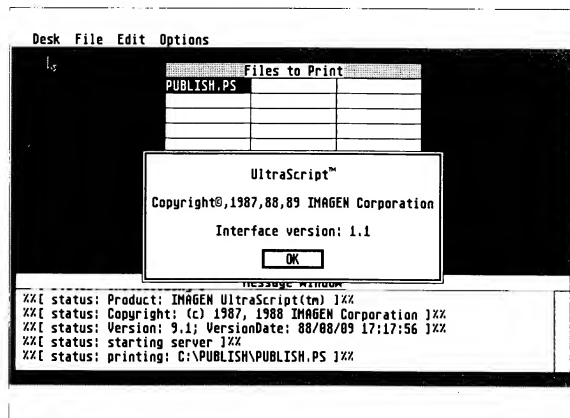 Desk File Edit Options
Files to Print
PUBLISH.PS
UltraScript™
Copyright©,1987,88,89 IMAGEN Corporation
Interface version: 1.1
OK
Message Window
%%[ status: Product: IMAGEN UltraScript(tm) ]%%
%%[ status: Copyright: (c) 1987, 1988 IMAGEN Corporation ]%%
%%[ status: Version: 9.1; VersionDate: 88/08/09 17:17:56 ]%%
%%[ status: starting server ]%%
%%[ status: printing: C:\PUBLISH\PUBLISH.PS ]%%